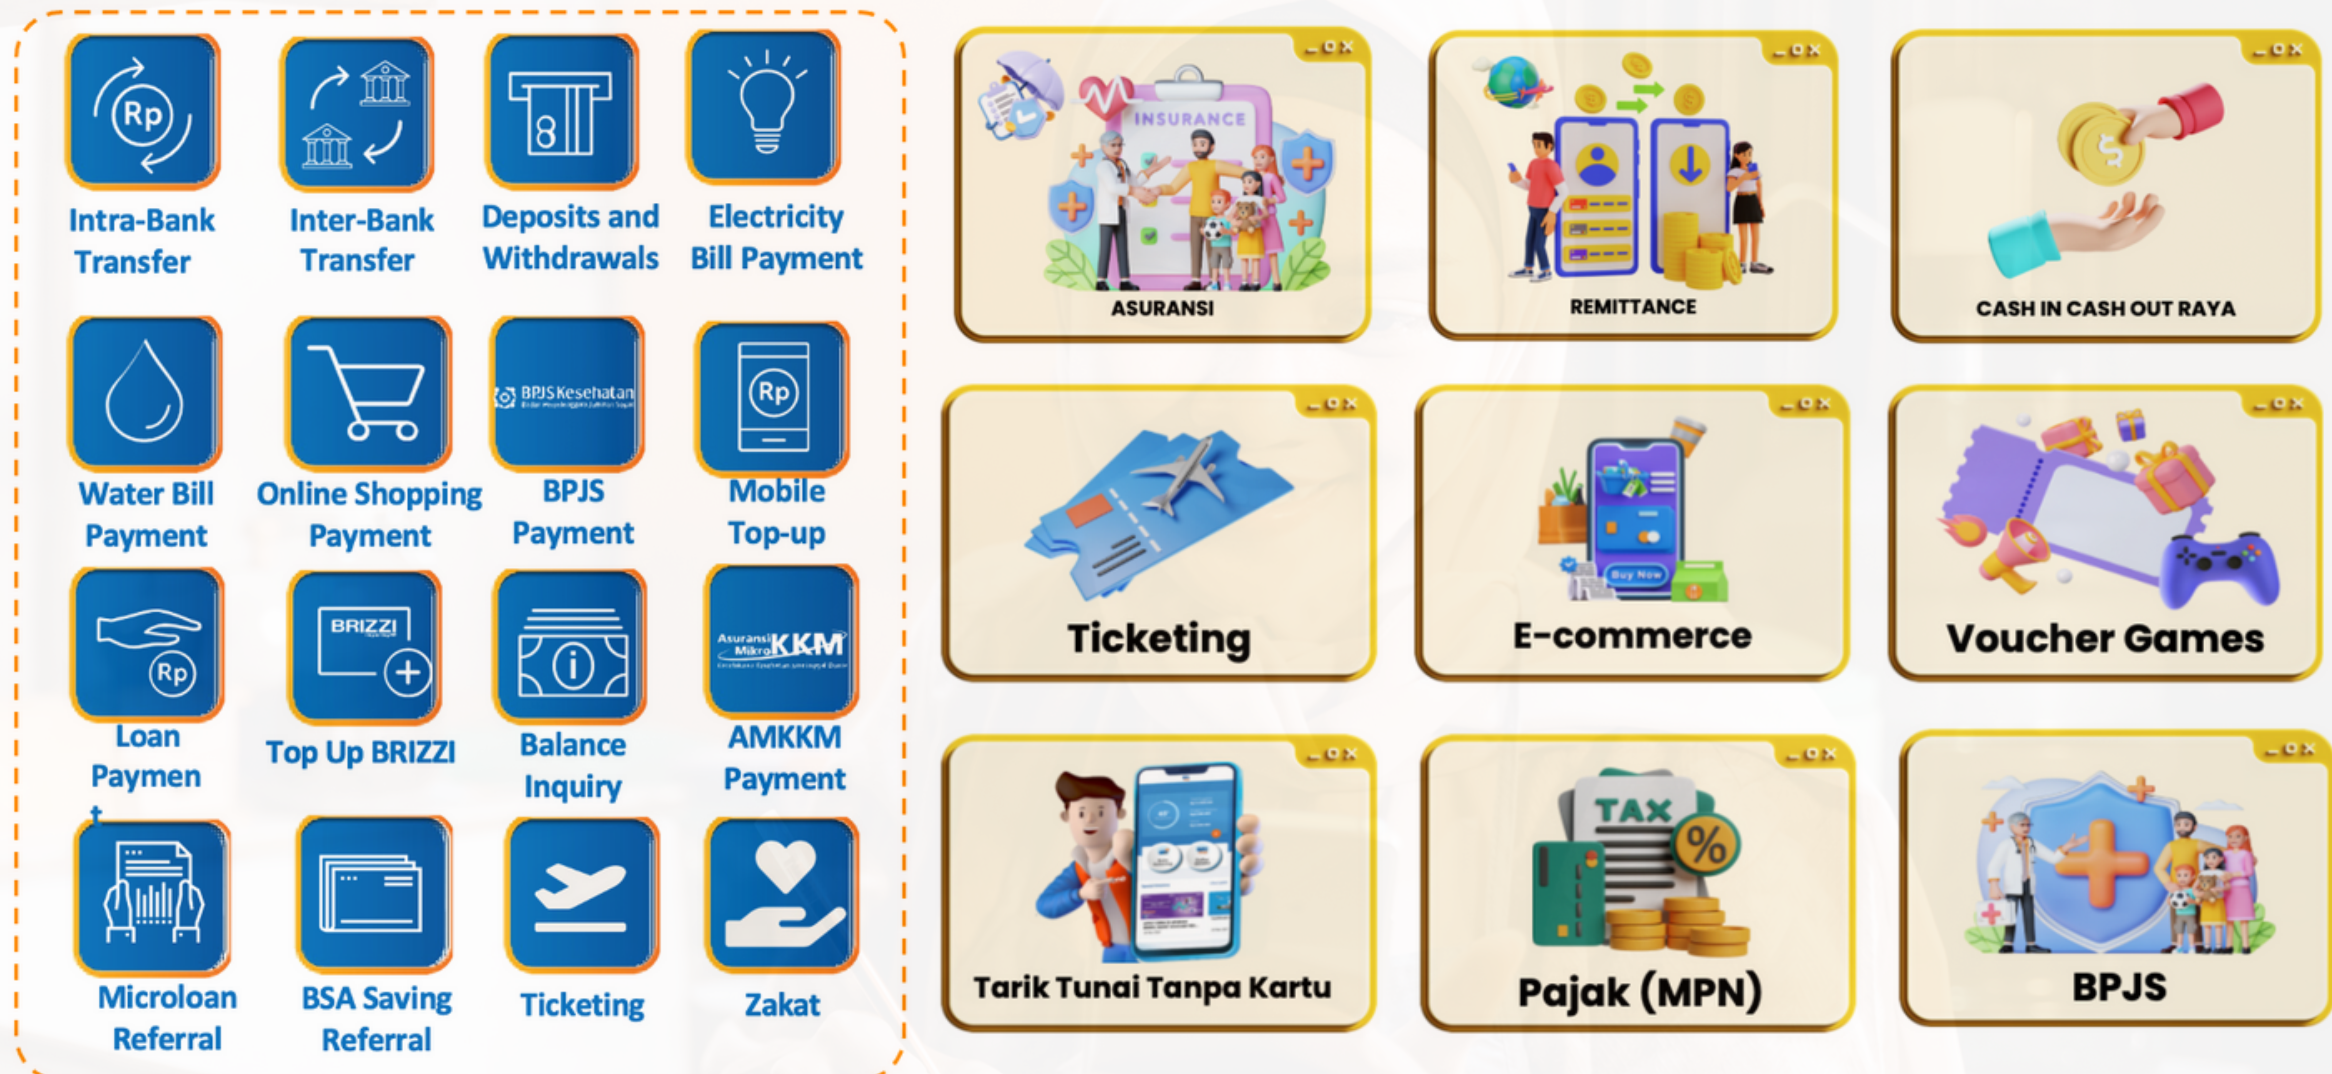 Rp
Intra-Bank
Transfer
Inter-Bank
Transfer
Deposits and
Withdrawals
Electricity
Bill Payment
Water Bill
Payment
Online Shopping
Payment
BPJS Kesehatan
BPJS
Payment
Rp
Mobile
Top-up
Rp
Loan
Paymen
t
BRIZZI
Top Up BRIZZI
i
Balance
Inquiry
Asuransi
Mikro KKM
AMKKM
Payment
Microloan
Referral
BSA Saving
Referral
Ticketing
Zakat
INSURANCE
ASURANSI
REMITTANCE
$
CASH IN CASH OUT RAYA
Ticketing
Buy Now
E-commerce
Voucher Games
Tarik Tunai Tanpa Kartu
TAX
%
Pajak (MPN)
BPJS